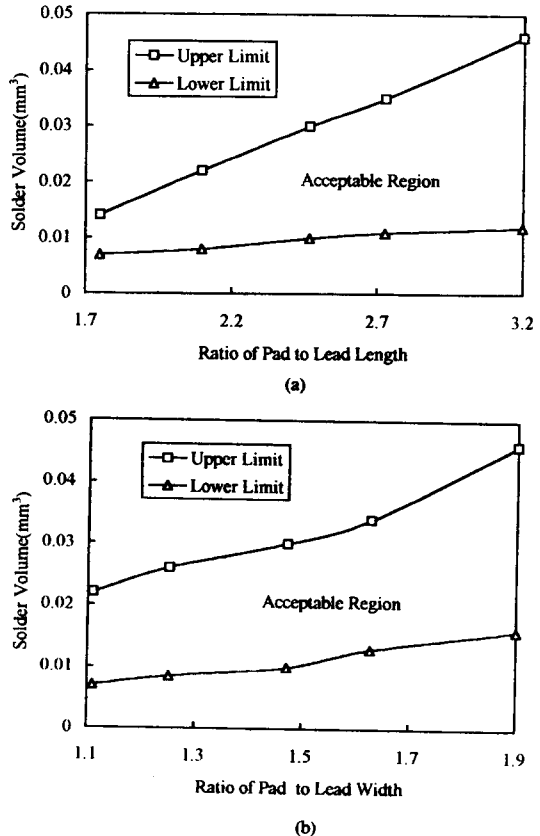 0.05
0.04
0.03
0.02
0.01
0
Solder Volume(mm³)
Upper Limit
Lower Limit
Acceptable Region
1.7 2.2 2.7 3.2
Ratio of Pad to Lead Length
(a)
0.05
0.04
0.03
0.02
0.01
0
Solder Volume(mm³)
Upper Limit
Lower Limit
Acceptable Region
1.1 1.3 1.5 1.7 1.9
Ratio of Pad to Lead Width
(b)